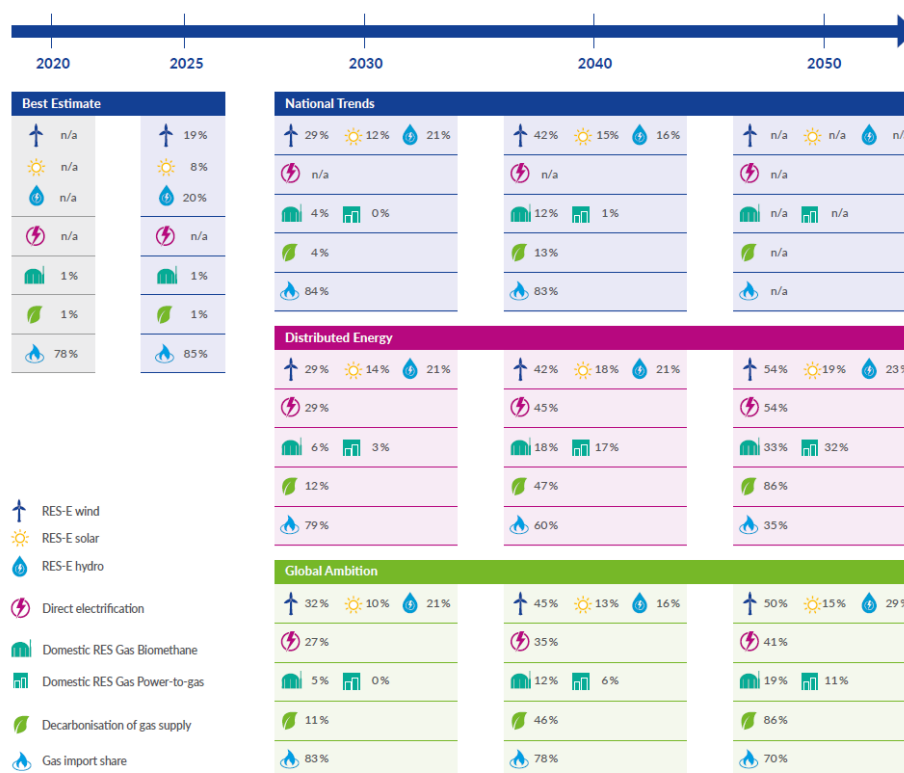 2020 2025 2030 2040 2050
Best Estimate
n/a 19%
n/a 8%
n/a 20%
n/a n/a
1% 1%
1% 1%
78% 85%
National Trends
29% 12% 21% 42% 15% 16% n/a n/a n/
n/a n/a n/a
4% 0% 12% 1% n/a n/a
4% 13% n/a
84% 83% n/a
Distributed Energy
29% 14% 21% 42% 18% 21% 54% 19% 23%
29% 45% 54%
6% 3% 18% 17% 33% 32%
12% 47% 86%
79% 60% 35%
Global Ambition
32% 10% 21% 45% 13% 16% 50% 15% 29%
27% 35% 41%
5% 0% 12% 6% 19% 11%
11% 46% 86%
83% 78% 70%
RES-E wind
RES-E solar
RES-E hydro
Direct electrification
Domestic RES Gas Biomethane
Domestic RES Gas Power-to-gas
Decarbonisation of gas supply
Gas import share